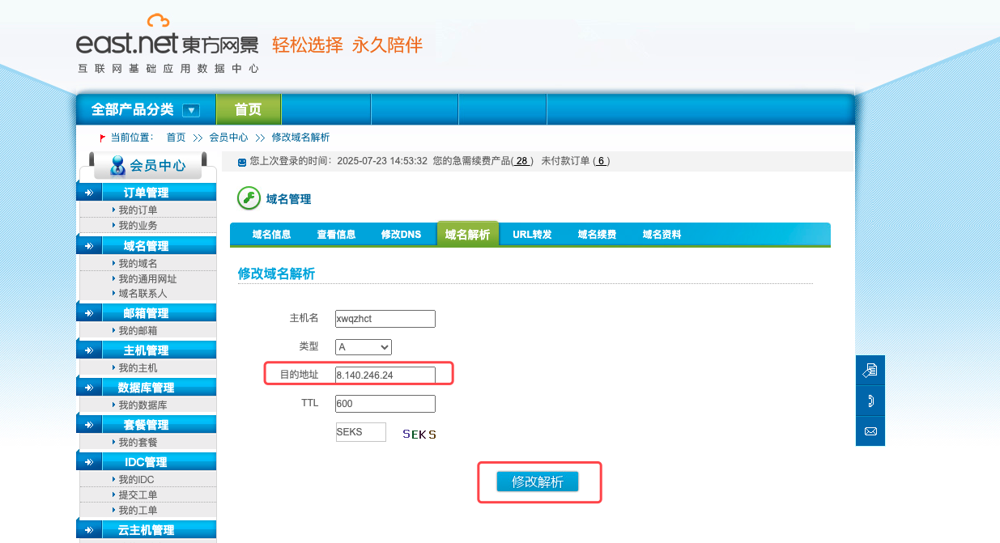 east.net 東方网景 轻松选择 永久陪伴
互联网基础应用数据中心
全部产品分类 首页
当前位置： 首页 >> 会员中心 >> 修改域名解析
会员中心
您上次登录的时间：2025-07-23 14:53:32 您的急需续费产品( 28 ) 未付款订单 ( 6 )
订单管理
我的订单
我的业务
域名管理
我的域名
我的通用网址
域名联系人
邮箱管理
我的邮箱
主机管理
我的主机
数据库管理
我的数据库
套餐管理
我的套餐
IDC管理
我的IDC
提交工单
我的工单
云主机管理
域名管理
域名信息 查看信息 修改DNS 域名解析 URL转发 域名续费 域名资料
修改域名解析
主机名 xwqzhct
类型 A
目的地址 8.140.246.24
TTL 600
SEKS SEKS
修改解析